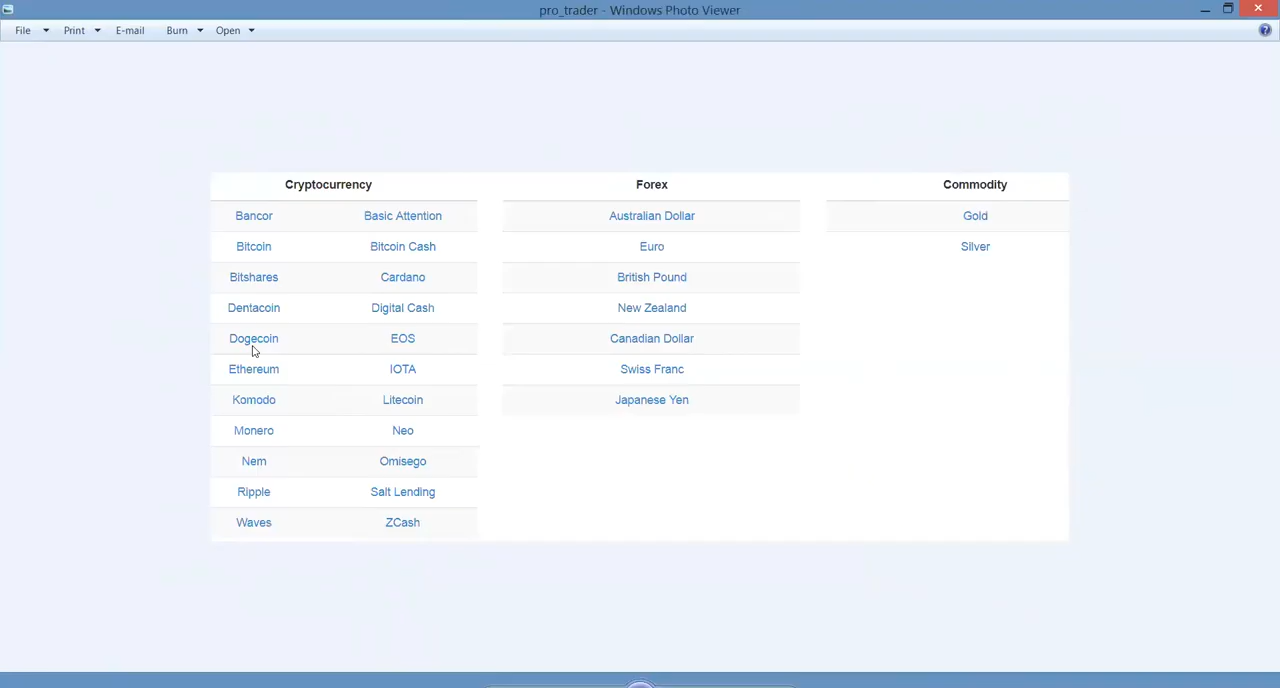 pro_trader - Windows Photo Viewer
File Print E-mail Burn Open
Cryptocurrency Forex Commodity
Bancor Basic Attention Australian Dollar Gold
Bitcoin Bitcoin Cash Euro Silver
Bitshares Cardano British Pound
Dentacoin Digital Cash New Zealand
Dogecoin EOS Canadian Dollar
Ethereum IOTA Swiss Franc
Komodo Litecoin Japanese Yen
Monero Neo
Nem Omisego
Ripple Salt Lending
Waves ZCash